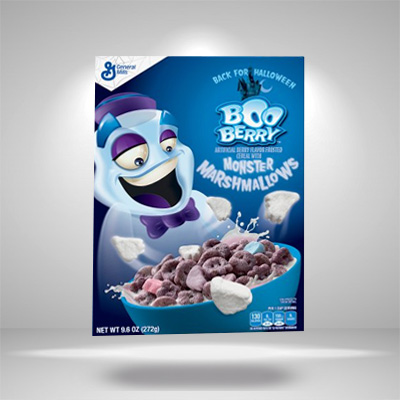 General
Mills
BACK FOR HALLOWEEN
BOO
BERRY
ARTIFICIAL BERRY FLAVOR FROSTED
CEREAL WITH
MONSTER
MARSHMALLOWS
NET WT 9.6 OZ (272g)